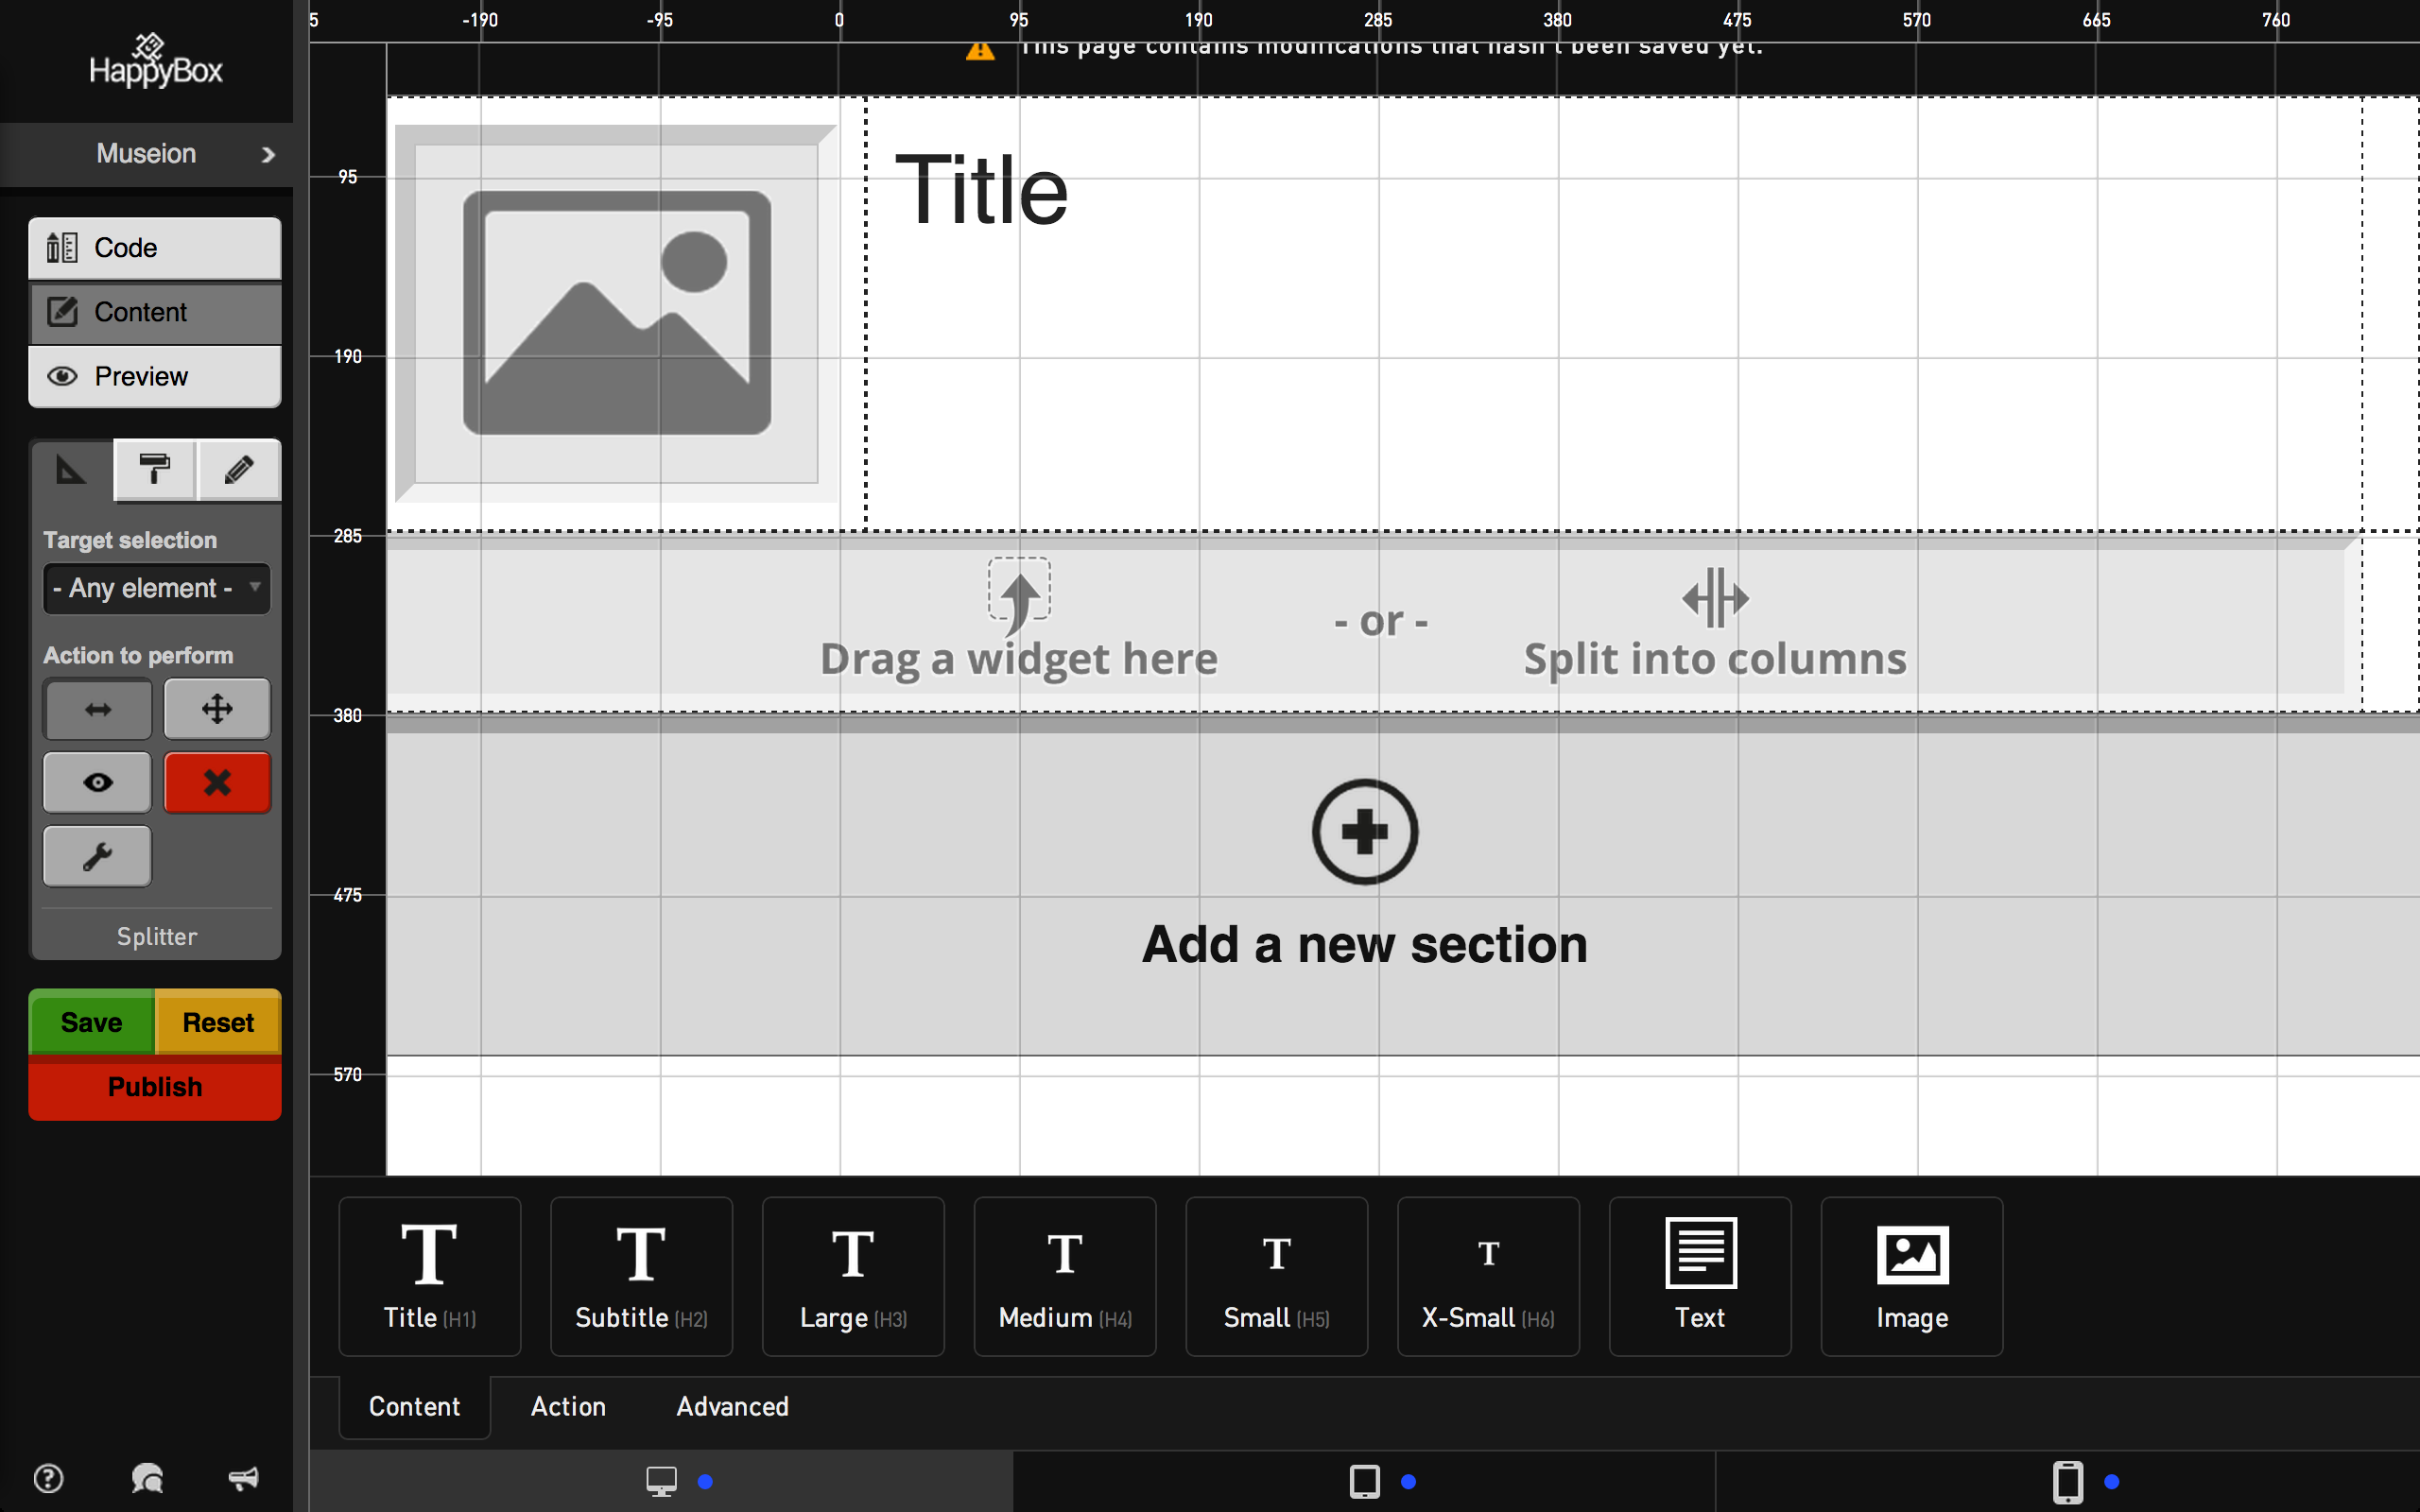 5 -190 -95 0 95 190 285 380 475 570 665 760
This page contains modifications that hasn't been saved yet.
HappyBox
Museion
Code
Content
Preview
Target selection
- Any element -
Action to perform
Splitter
Save Reset
Publish
95
190
285
380
475
570
Title
Drag a widget here
- or -
Split into columns
Add a new section
Title (H1)
Subtitle (H2)
Large (H3)
Medium (H4)
Small (H5)
X-Small (H6)
Text
Image
Content Action Advanced